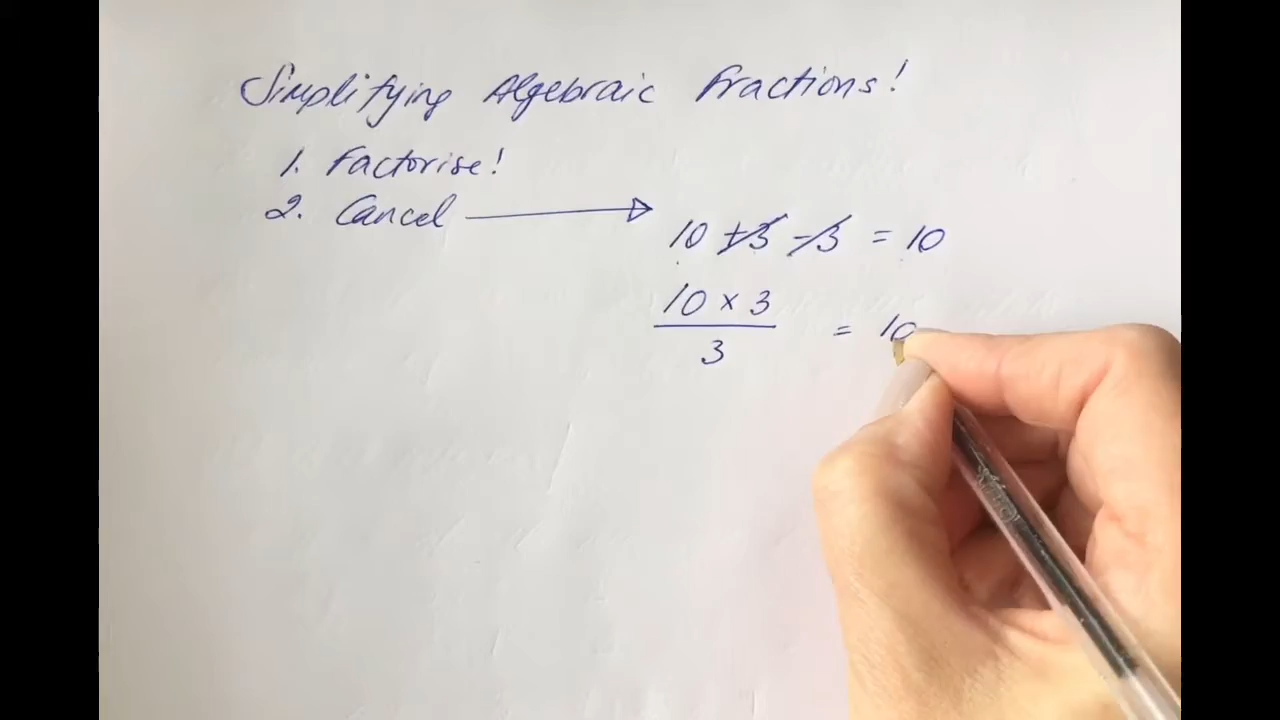 Simplifying Algebraic Fractions!
1. Factorise!
2. Cancel
10 +3 -3 = 10
10 × 3
3
= 10